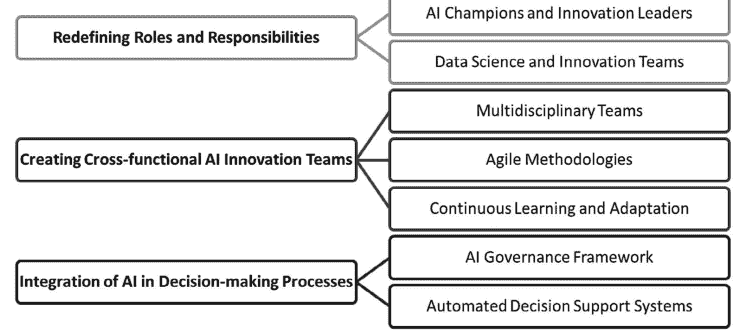 Redefining Roles and Responsibilities
AI Champions and Innovation Leaders
Data Science and Innovation Teams
Creating Cross-functional AI Innovation Teams
Multidisciplinary Teams
Agile Methodologies
Continuous Learning and Adaptation
Integration of AI in Decision-making Processes
AI Governance Framework
Automated Decision Support Systems